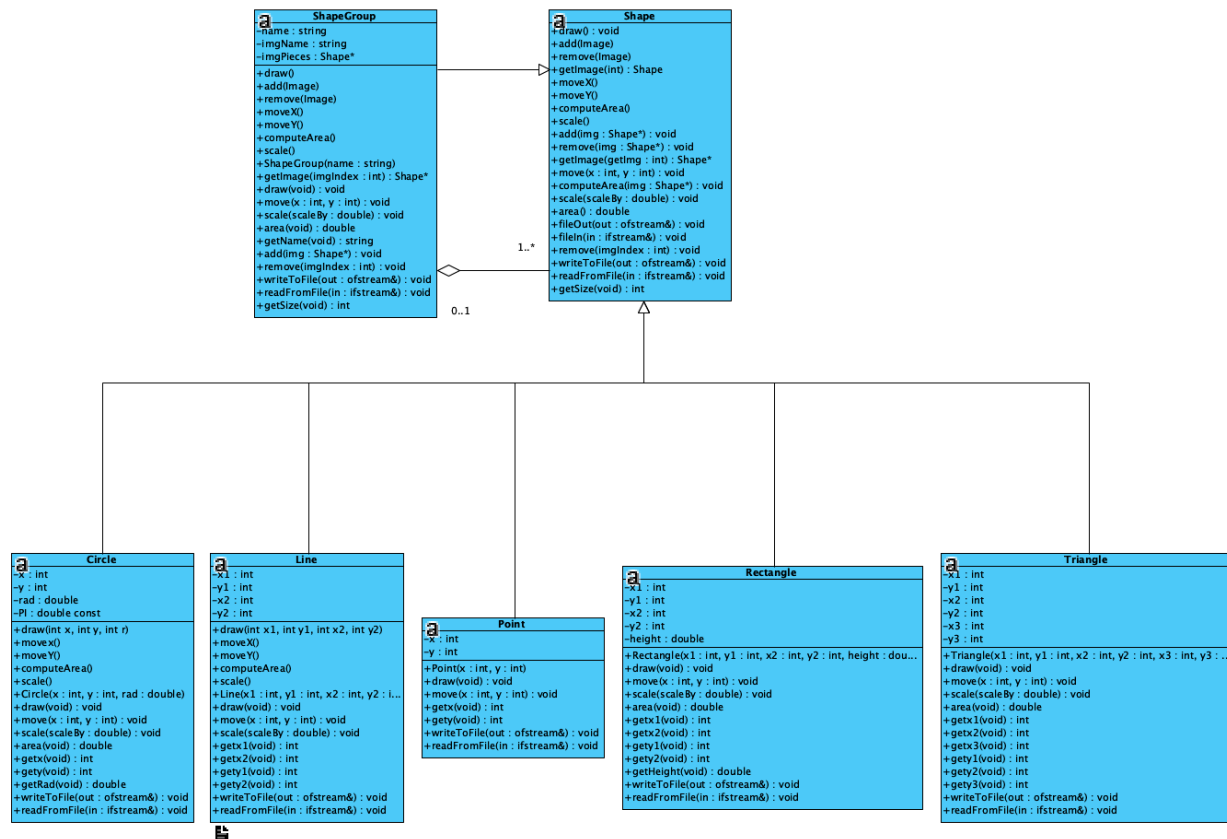 ShapeGroup
-name : string
-imgName : string
-imgPieces : Shape*
+draw()
+add(Image)
+remove(Image)
+moveX()
+moveY()
+computeArea()
+scale()
+ShapeGroup(name : string)
+getImage(imgIndex : int) : Shape*
+draw(void) : void
+move(x : int, y : int) : void
+scale(scaleBy : double) : void
+area(void) : double
+getName(void) : string
+add(img : Shape*) : void
+remove(imgIndex : int) : void
+writeToFile(out : ofstream&) : void
+readFromFile(in : ifstream&) : void
+getSize(void) : int
Shape
+draw() : void
+add(Image)
+remove(Image)
+getImage(int) : Shape
+moveX()
+moveY()
+computeArea()
+scale()
+add(img : Shape*) : void
+remove(img : Shape*) : void
+getImage(getImg : int) : Shape*
+move(x : int, y : int) : void
+computeArea(img : Shape*) : void
+scale(scaleBy : double) : void
+area() : double
+fileOut(out : ofstream&) : void
+fileIn(in : ifstream&) : void
+remove(imgIndex : int) : void
+writeToFile(out : ofstream&) : void
+readFromFile(in : ifstream&) : void
+getSize(void) : int
1..*
0..1
Circle
-x : int
-y : int
-rad : double
-PI : double const
+draw(int x, int y, int r)
+movex()
+moveY()
+computeArea()
+scale()
+Circle(x : int, y : int, rad : double)
+draw(void) : void
+move(x : int, y : int) : void
+scale(scaleBy : double) : void
+area(void) : double
+getx(void) : int
+gety(void) : int
+getRad(void) : double
+writeToFile(out : ofstream&) : void
+readFromFile(in : ifstream&) : void
Line
-x1 : int
-y1 : int
-x2 : int
-y2 : int
+draw(int x1, int y1, int x2, int y2)
+moveX()
+moveY()
+computeArea()
+scale()
+Line(x1 : int, y1 : int, x2 : int, y2 : i...
+draw(void) : void
+move(x : int, y : int) : void
+scale(scaleBy : double) : void
+getx1(void) : int
+getx2(void) : int
+gety1(void) : int
+gety2(void) : int
+writeToFile(out : ofstream&) : void
+readFromFile(in : ifstream&) : void
Point
-x : int
-y : int
+Point(x : int, y : int)
+draw(void) : void
+move(x : int, y : int) : void
+getx(void) : int
+gety(void) : int
+writeToFile(out : ofstream&) : void
+readFromFile(in : ifstream&) : void
Rectangle
-x1 : int
-y1 : int
-x2 : int
-y2 : int
-height : double
+Rectangle(x1 : int, y1 : int, x2 : int, y2 : int, height : dou...
+draw(void) : void
+move(x : int, y : int) : void
+scale(scaleBy : double) : void
+area(void) : double
+getx1(void) : int
+getx2(void) : int
+gety1(void) : int
+gety2(void) : int
+getHeight(void) : double
+writeToFile(out : ofstream&) : void
+readFromFile(in : ifstream&) : void
Triangle
-x1 : int
-y1 : int
-x2 : int
-y2 : int
-x3 : int
-y3 : int
+Triangle(x1 : int, y1 : int, x2 : int, y2 : int, x3 : int, y3 : ...
+draw(void) : void
+move(x : int, y : int) : void
+scale(scaleBy : double) : void
+area(void) : double
+getx1(void) : int
+getx2(void) : int
+getx3(void) : int
+gety1(void) : int
+gety2(void) : int
+gety3(void) : int
+writeToFile(out : ofstream&) : void
+readFromFile(in : ifstream&) : void
a
a
a
a
a
a
a